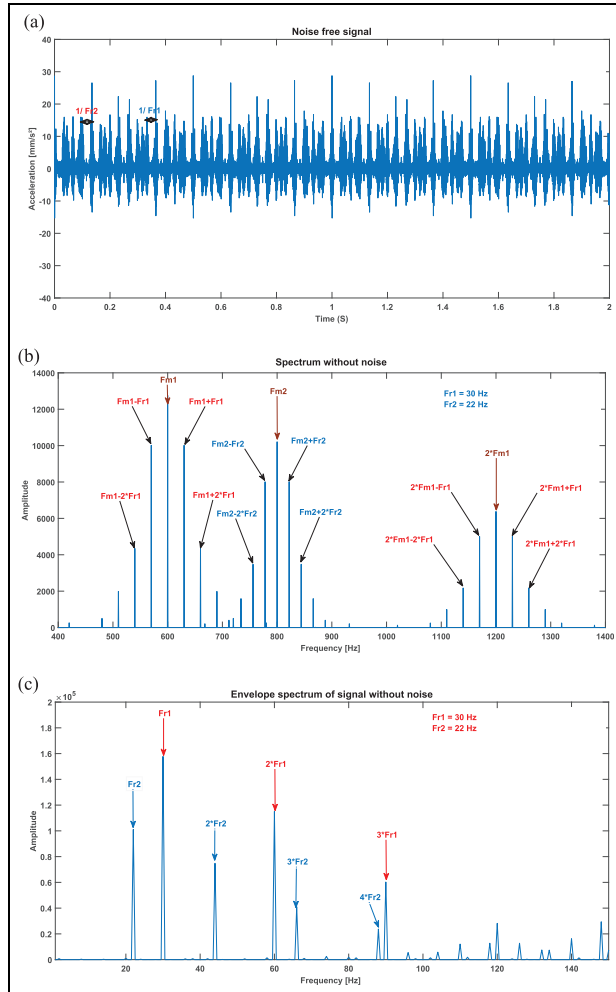 (a)
Noise free signal
40
30
20
10
0
-10
-20
-30
-40
Acceleration [mm/s²]
1/ Fr2
1/ Fr1
0 0.2 0.4 0.6 0.8 1.0 1.2 1.4 1.6 1.8 2
Time (S)
(b)
Spectrum without noise
14000
12000
10000
8000
6000
4000
2000
0
Amplitude
Fm1
Fm1-Fr1
Fm1+Fr1
Fm1-2*Fr1
Fm1+2*Fr1
Fm2
Fm2-Fr2
Fm2+Fr2
Fm2-2*Fr2
Fm2+2*Fr2
Fr1 = 30 Hz
Fr2 = 22 Hz
2*Fm1
2*Fm1-Fr1
2*Fm1+Fr1
2*Fm1-2*Fr1
2*Fm1+2*Fr1
400 500 600 700 800 900 1000 1100 1200 1300 1400
Frequency [Hz]
(c)
Envelope spectrum of signal without noise
×10⁵
2
1.8
1.6
1.4
1.2
1
0.8
0.6
0.4
0.2
0
Amplitude
Fr1
Fr1 = 30 Hz
Fr2 = 22 Hz
Fr2
2*Fr1
2*Fr2
3*Fr2
3*Fr1
4*Fr2
20 40 60 80 100 120 140
Frequency [Hz]